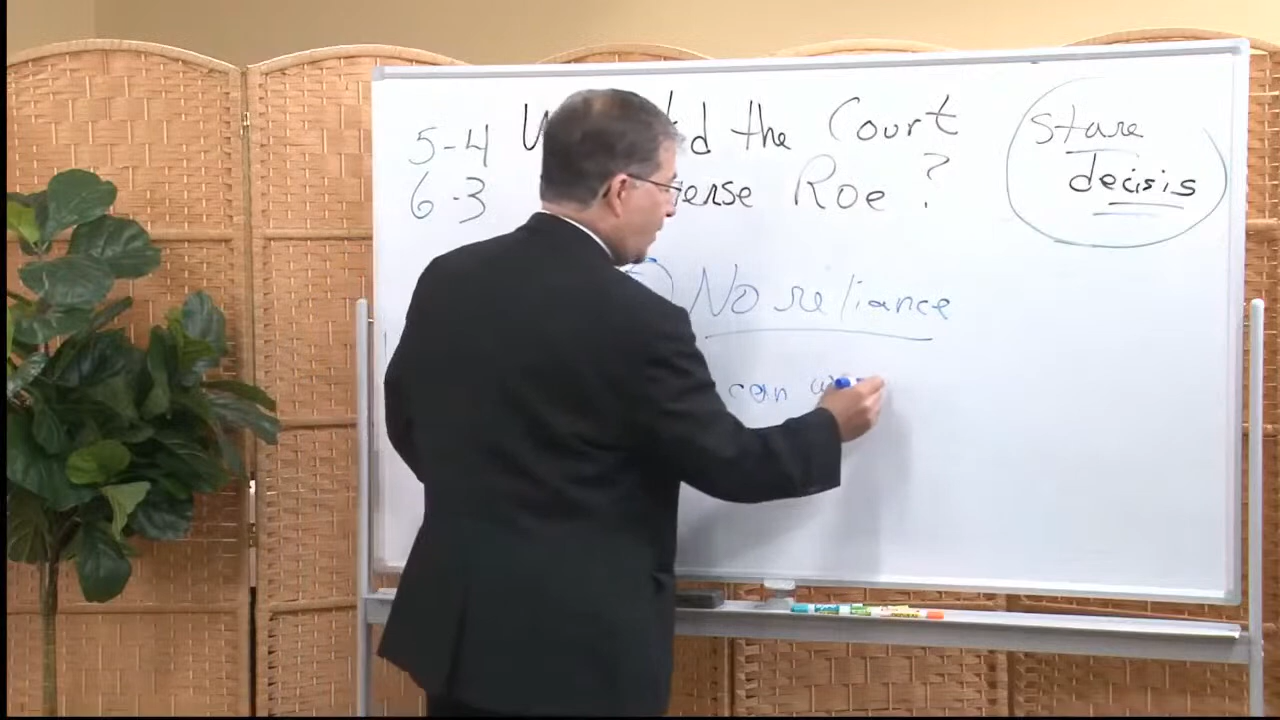 5-4 the Court
6-3 Roe ?
stare
decisis
No reliance
can